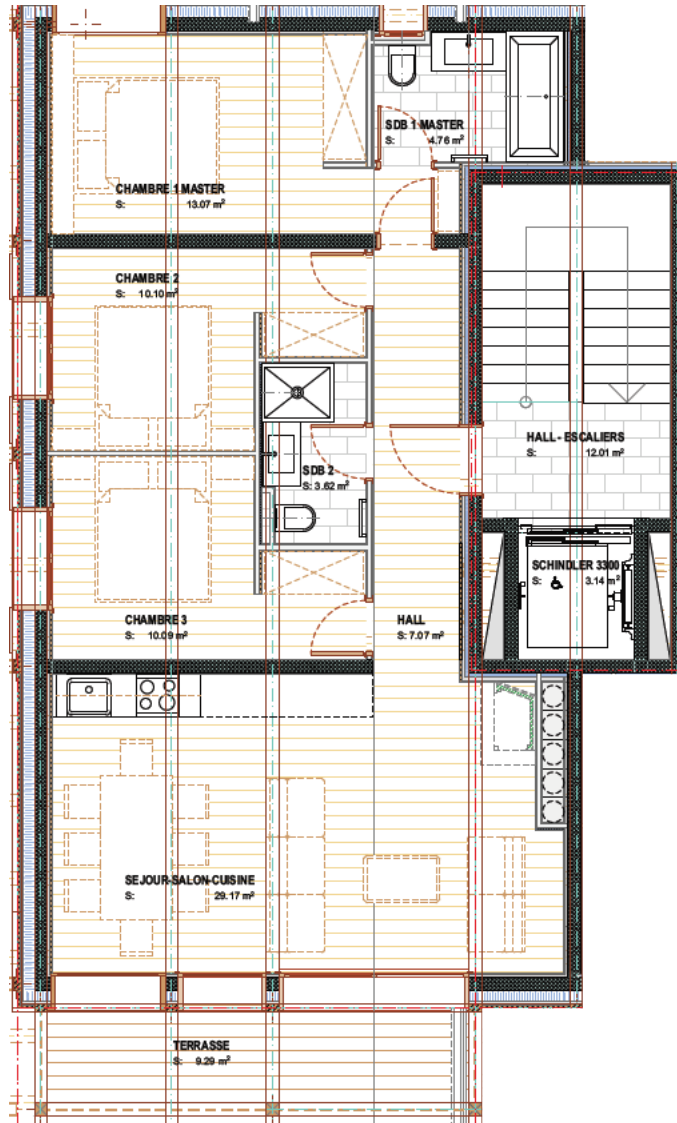 SDB 1 MASTER
S: 4.76 m²
CHAMBRE 1 MASTER
S: 13.07 m²
CHAMBRE 2
S: 10.10 m²
HALL - ESCALIERS
S: 12.01 m²
SDB 2
S: 3.62 m²
SCHINDLER 3300
S: 3.14 m²
CHAMBRE 3
S: 10.09 m²
HALL
S: 7.07 m²
SEJOUR-SALON-CUISINE
S: 29.17 m²
TERRASSE
S: 9.29 m²